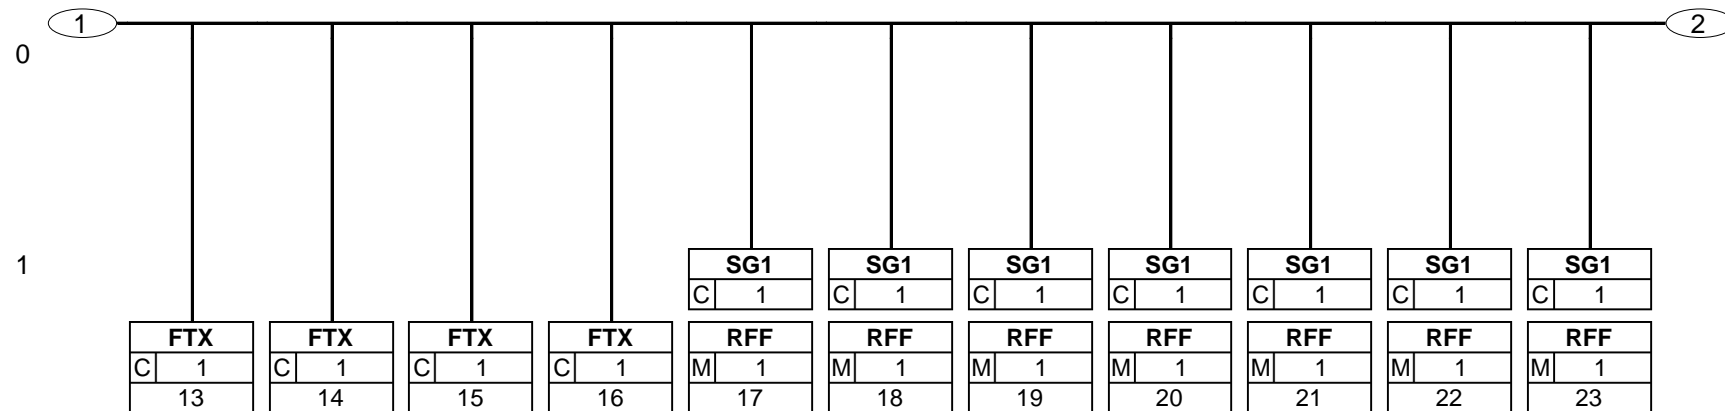 1 2
0
1 SG1 SG1 SG1 SG1 SG1 SG1 SG1
C 1 C 1 C 1 C 1 C 1 C 1 C 1
FTX FTX FTX FTX RFF RFF RFF RFF RFF RFF RFF
C 1 C 1 C 1 C 1 M 1 M 1 M 1 M 1 M 1 M 1 M 1
13 14 15 16 17 18 19 20 21 22 23